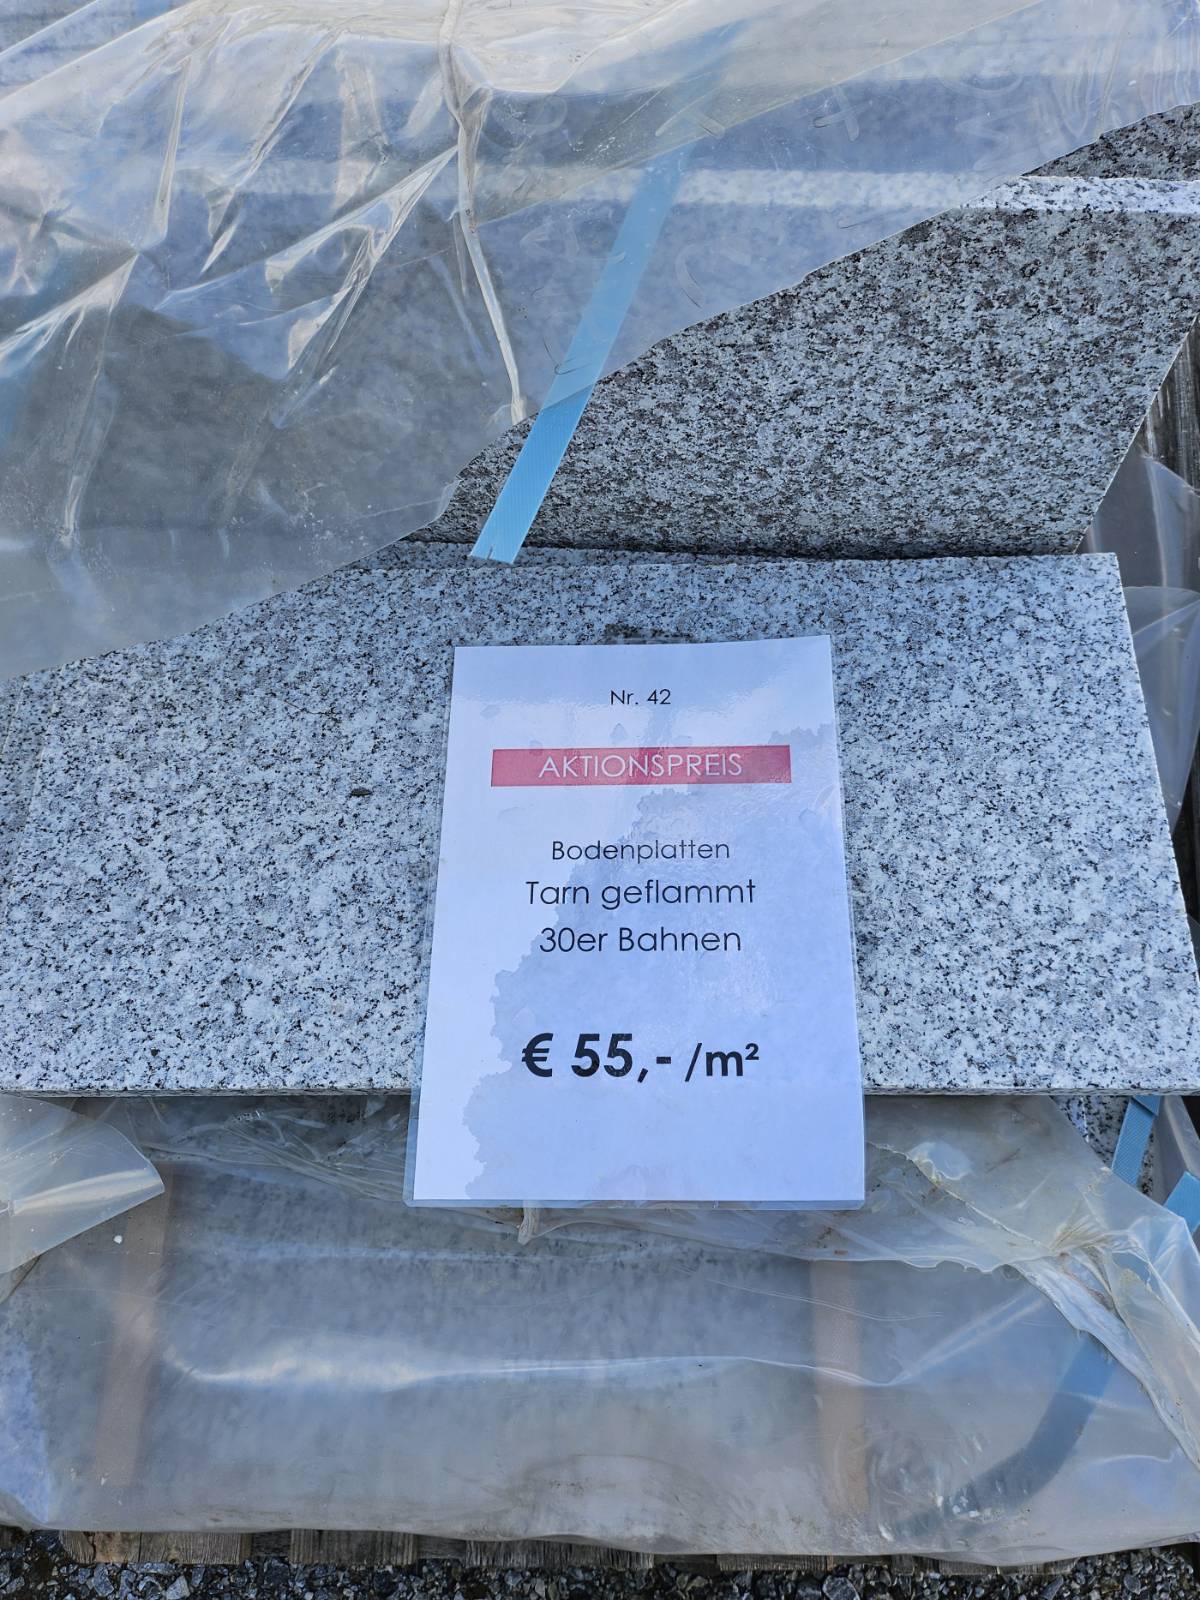 Nr. 42
AKTIONSPREIS
Bodenplatten
Tarn geflammt
30er Bahnen
€ 55,- /m²